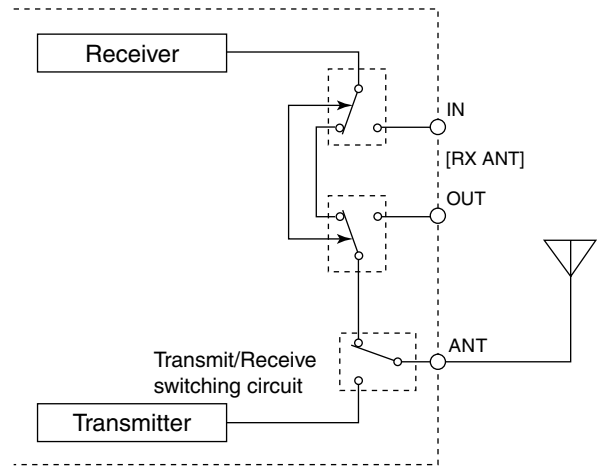 Receiver
IN
[RX ANT]
OUT
ANT
Transmit/Receive
switching circuit
Transmitter